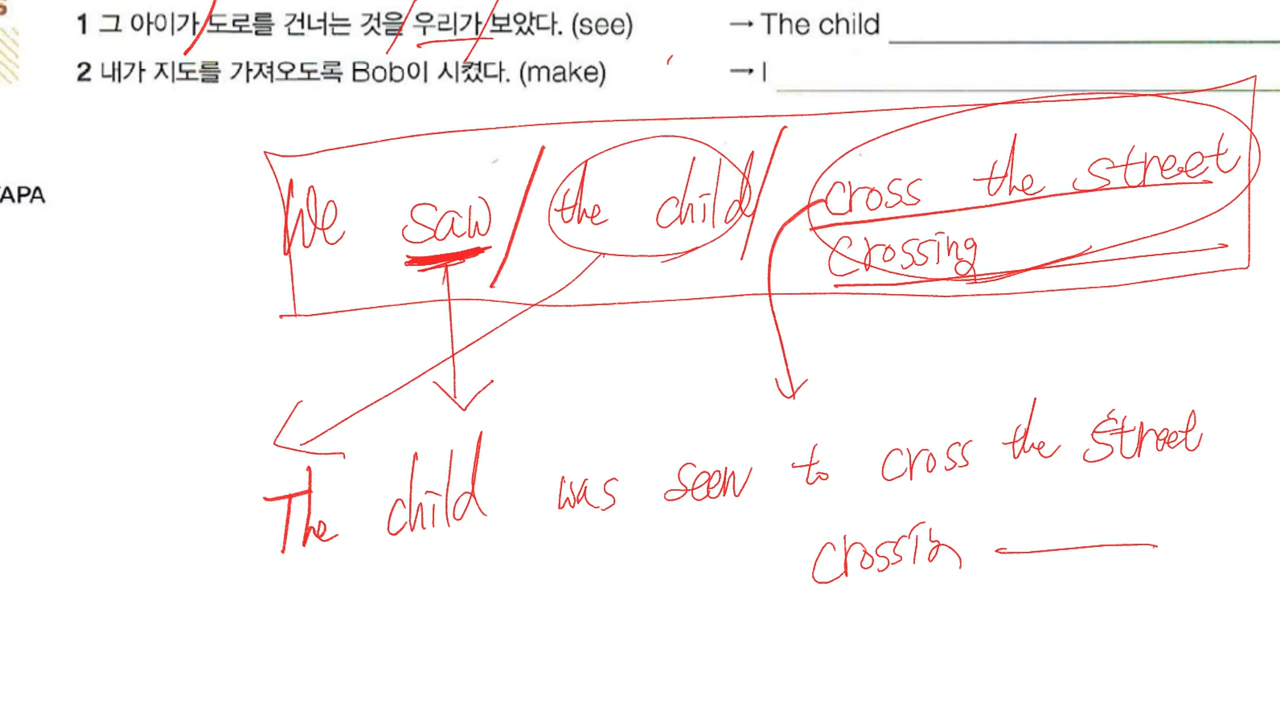 1 그 아이가 도로를 건너는 것을 우리가 보았다. (see) → The child
2 내가 지도를 가져오도록 Bob이 시켰다. (make) → I
APA
We saw / the child / cross the street
crossing
The child was seen to cross the street
crossin